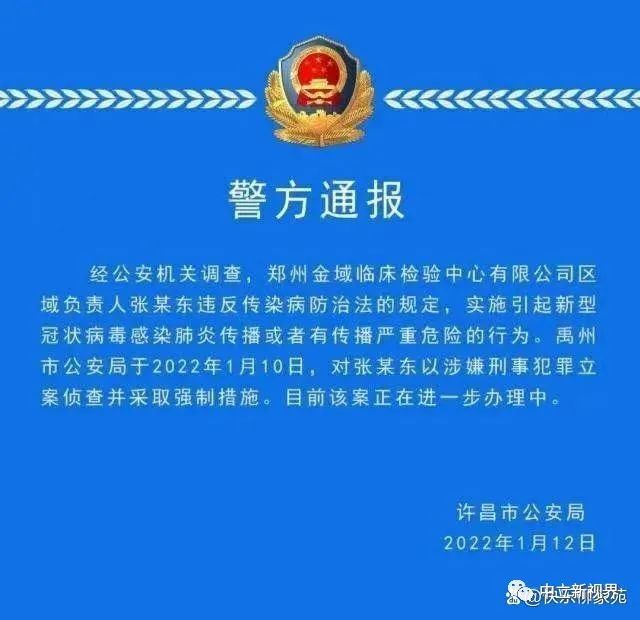 警方通报
经公安机关调查，郑州金域临床检验中心有限公司区
域负责人张某东违反传染病防治法的规定，实施引起新型
冠状病毒感染肺炎传播或者有传播严重危险的行为。禹州
市公安局于2022年1月10日，对张某东以涉嫌刑事犯罪立
案侦查并采取强制措施。目前该案正在进一步办理中。
许昌市公安局
2022年1月12日
中立新视界